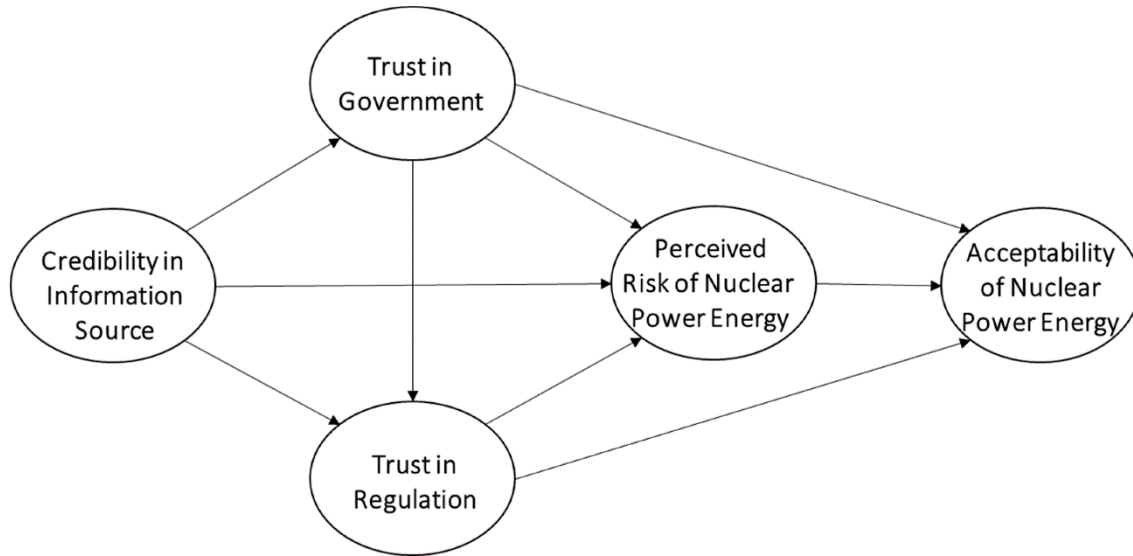 Trust in
Government
Credibility in
Information
Source
Perceived
Risk of Nuclear
Power Energy
Acceptability
of Nuclear
Power Energy
Trust in
Regulation